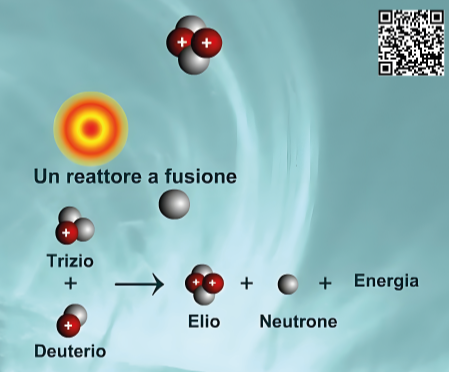 Un reattore a fusione
Trizio
+
Deuterio
Elio + Neutrone + Energia